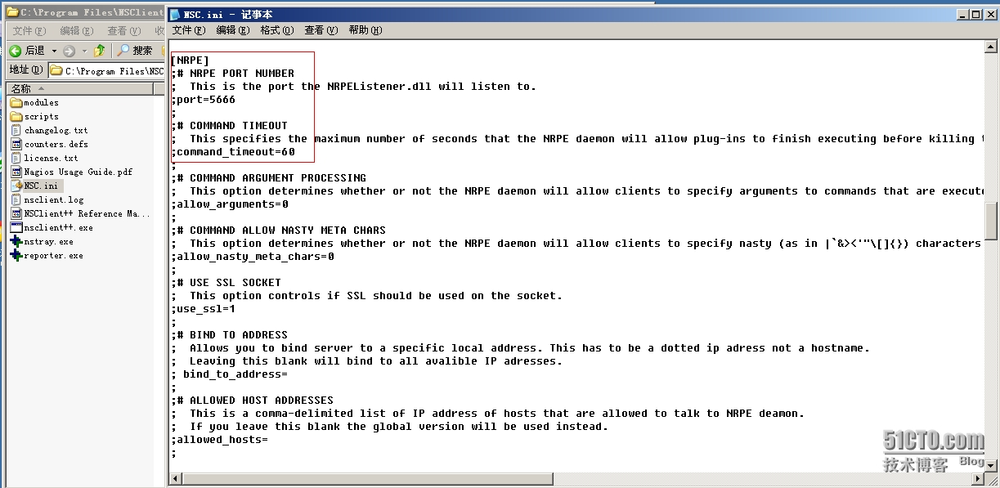 C:\Program Files\NSClient
文件(F) 编辑(E) 查看(V) 收
后退 搜索
地址(D) C:\Program Files\NSC
名称
modules
scripts
changelog.txt
counters.defs
license.txt
Nagios Usage Guide.pdf
NSC.ini
nsclient.log
NSClient++ Reference Ma...
nsclient++.exe
nstray.exe
reporter.exe
NSC.ini - 记事本
文件(F) 编辑(E) 格式(O) 查看(V) 帮助(H)
[NRPE]
;# NRPE PORT NUMBER
;  This is the port the NRPEListener.dll will listen to.
;port=5666
;
;# COMMAND TIMEOUT
;  This specifies the maximum number of seconds that the NRPE daemon will allow plug-ins to finish executing before killing t
;command_timeout=60
;
;# COMMAND ARGUMENT PROCESSING
;  This option determines whether or not the NRPE daemon will allow clients to specify arguments to commands that are execute
;allow_arguments=0
;
;# COMMAND ALLOW NASTY META CHARS
;  This option determines whether or not the NRPE daemon will allow clients to specify nasty (as in |`&><'"\[]{}) characters
;allow_nasty_meta_chars=0
;
;# USE SSL SOCKET
;  This option controls if SSL should be used on the socket.
;use_ssl=1
;
;# BIND TO ADDRESS
;  Allows you to bind server to a specific local address. This has to be a dotted ip adress not a hostname.
;  Leaving this blank will bind to all avalible IP adresses.
; bind_to_address=
;
;# ALLOWED HOST ADDRESSES
;  This is a comma-delimited list of IP address of hosts that are allowed to talk to NRPE deamon.
;  If you leave this blank the global version will be used instead.
;allowed_hosts=
;
51CTO.com
技术博客 Blog